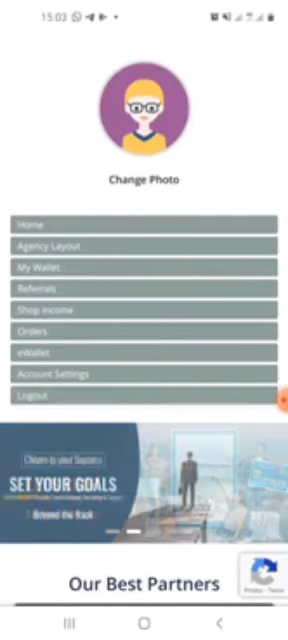 15:03
Change Photo
Home
Agency Layout
My Wallet
Referrals
Shop Income
Orders
eWallet
Account Settings
Logout
SET YOUR GOALS
Beyond the Rack
Our Best Partners
Privacy - Terms